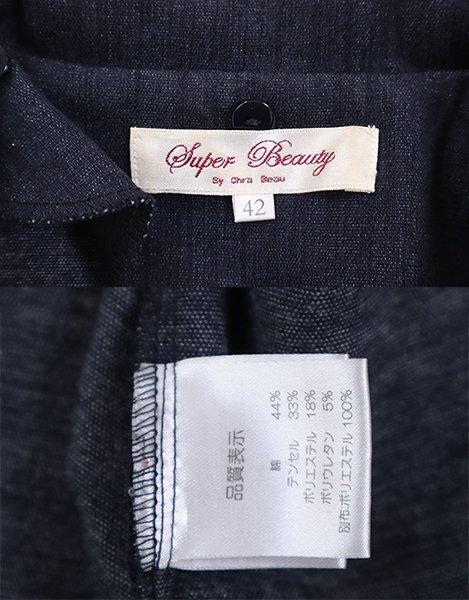 Super Beauty
By Chra Beau
42
品質表示
綿 44%
テンセル 33%
ポリエステル 18%
ポリウレタン 5%
別布:ポリエステル 100%